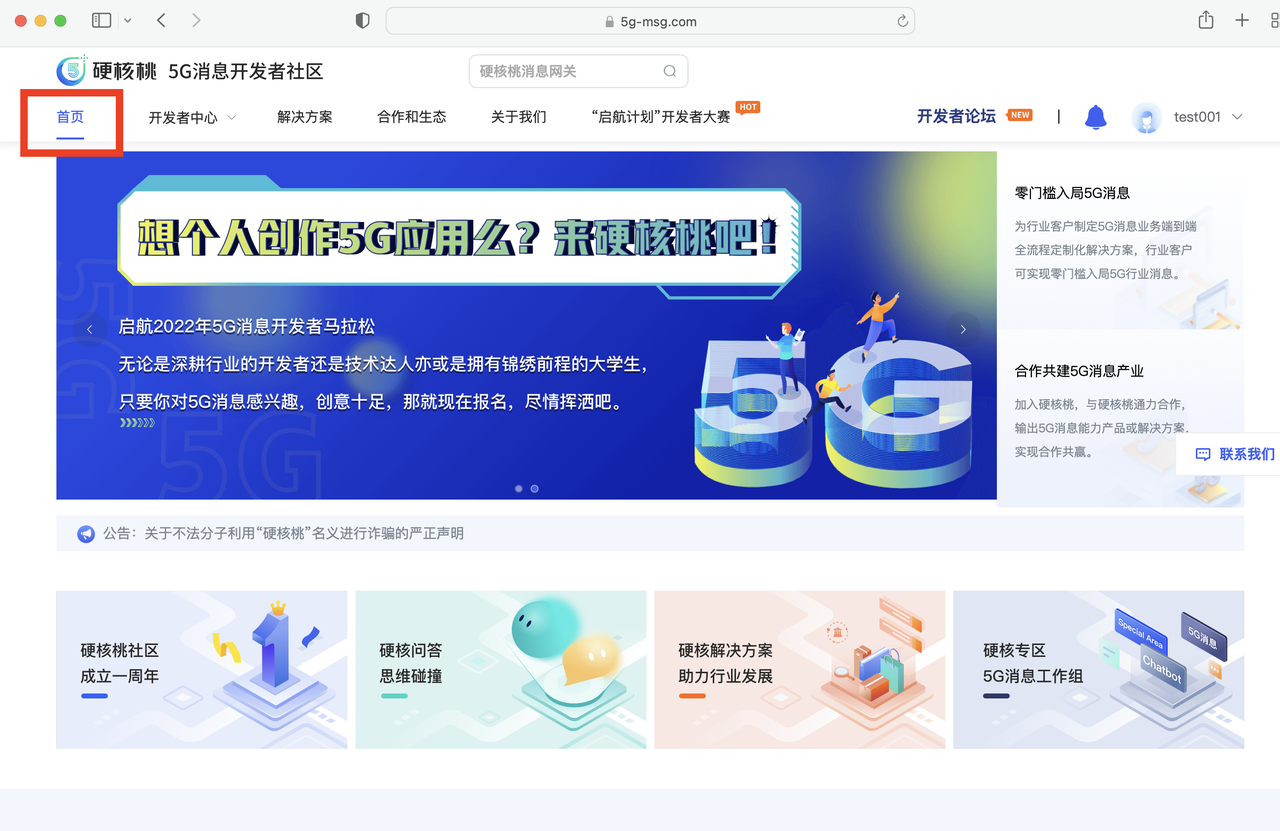 5g-msg.com
硬核桃 5G消息开发者社区
硬核桃消息网关
首页 开发者中心 解决方案 合作和生态 关于我们 “启航计划”开发者大赛 HOT 开发者论坛 NEW | test001
想个人创作5G应用么？来硬核桃吧！
启航2022年5G消息开发者马拉松
无论是深耕行业的开发者还是技术达人亦或是拥有锦绣前程的大学生，
只要你对5G消息感兴趣，创意十足，那就现在报名，尽情挥洒吧。
5G
5G
零门槛入局5G消息
为行业客户制定5G消息业务端到端
全流程定制化解决方案，行业客户
可实现零门槛入局5G行业消息。
合作共建5G消息产业
加入硬核桃，与硬核桃通力合作，
输出5G消息能力产品或解决方案，
实现合作共赢。
联系我们
公告：关于不法分子利用“硬核桃”名义进行诈骗的严正声明
硬核桃社区
成立一周年
1
硬核问答
思维碰撞
硬核解决方案
助力行业发展
硬核专区
5G消息工作组
Special Area
5G消息
Chatbot